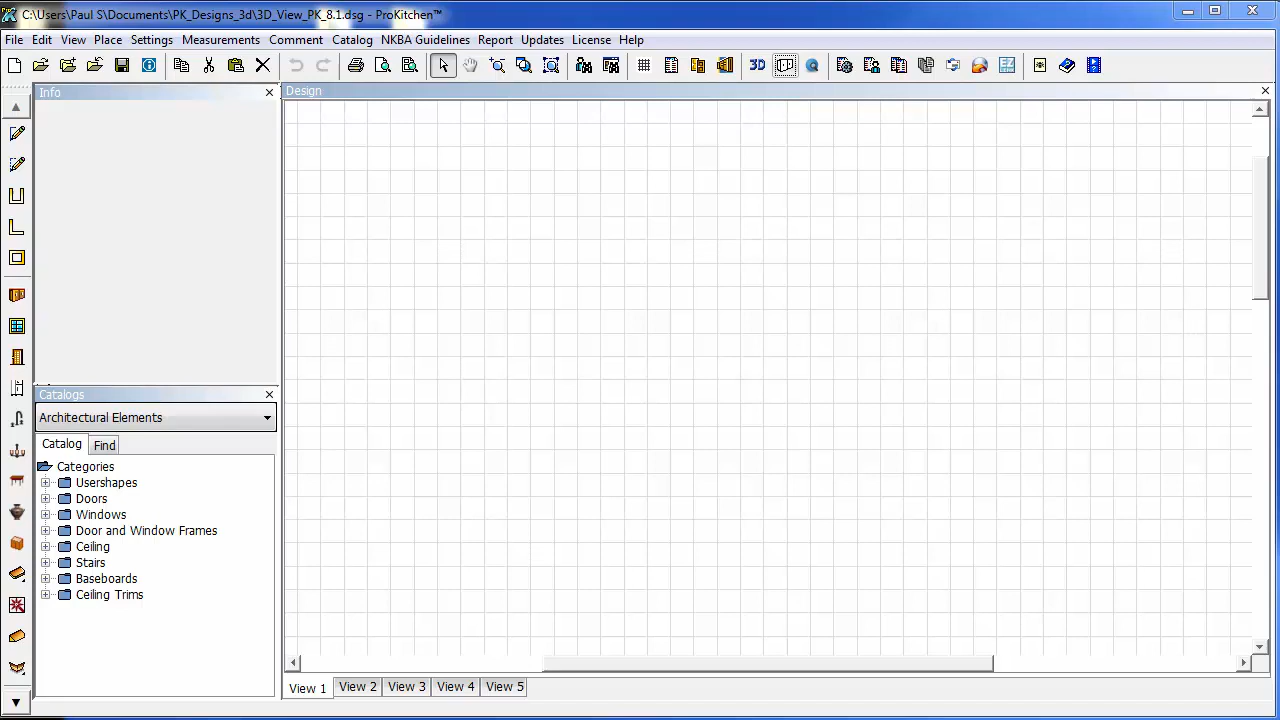 C:\Users\Paul S\Documents\PK_Designs_3d\3D_View_PK_8.1.dsg - ProKitchen™
File Edit View Place Settings Measurements Comment Catalog NKBA Guidelines Report Updates License Help
3D
EZ
Info
Design
Catalogs
Architectural Elements
Catalog Find
Categories
Usershapes
Doors
Windows
Door and Window Frames
Ceiling
Stairs
Baseboards
Ceiling Trims
View 1 View 2 View 3 View 4 View 5